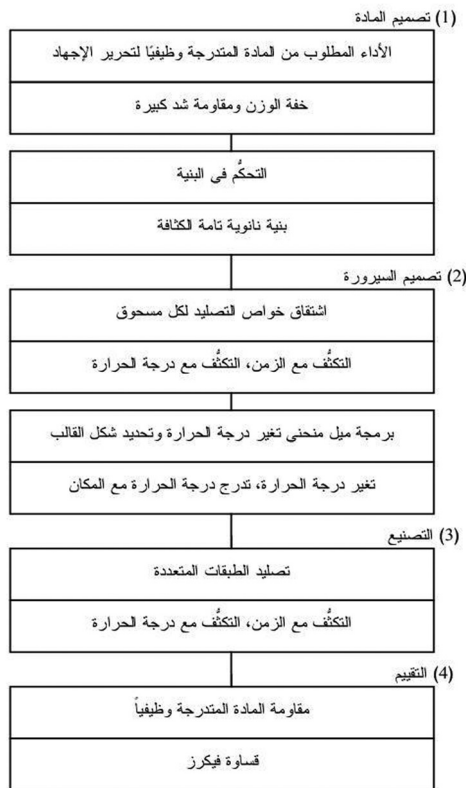 (1) تصميم المادة
الأداء المطلوب من المادة المتدرجة وظيفيًا لتحرير الإجهاد
خفة الوزن ومقاومة شد كبيرة
التحكُّم في البنية
بنية نانوية تامة الكثافة
(2) تصميم السيرورة
اشتقاق خواص التصليد لكل مسحوق
التكثُّف مع الزمن، التكثُّف مع درجة الحرارة
برمجة ميل منحنى تغير درجة الحرارة وتحديد شكل القالب
تغير درجة الحرارة، تدرج درجة الحرارة مع المكان
(3) التصنيع
تصليد الطبقات المتعددة
التكثُّف مع الزمن، التكثُّف مع درجة الحرارة
(4) التقييم
مقاومة المادة المتدرجة وظيفياً
قساوة فيكرز